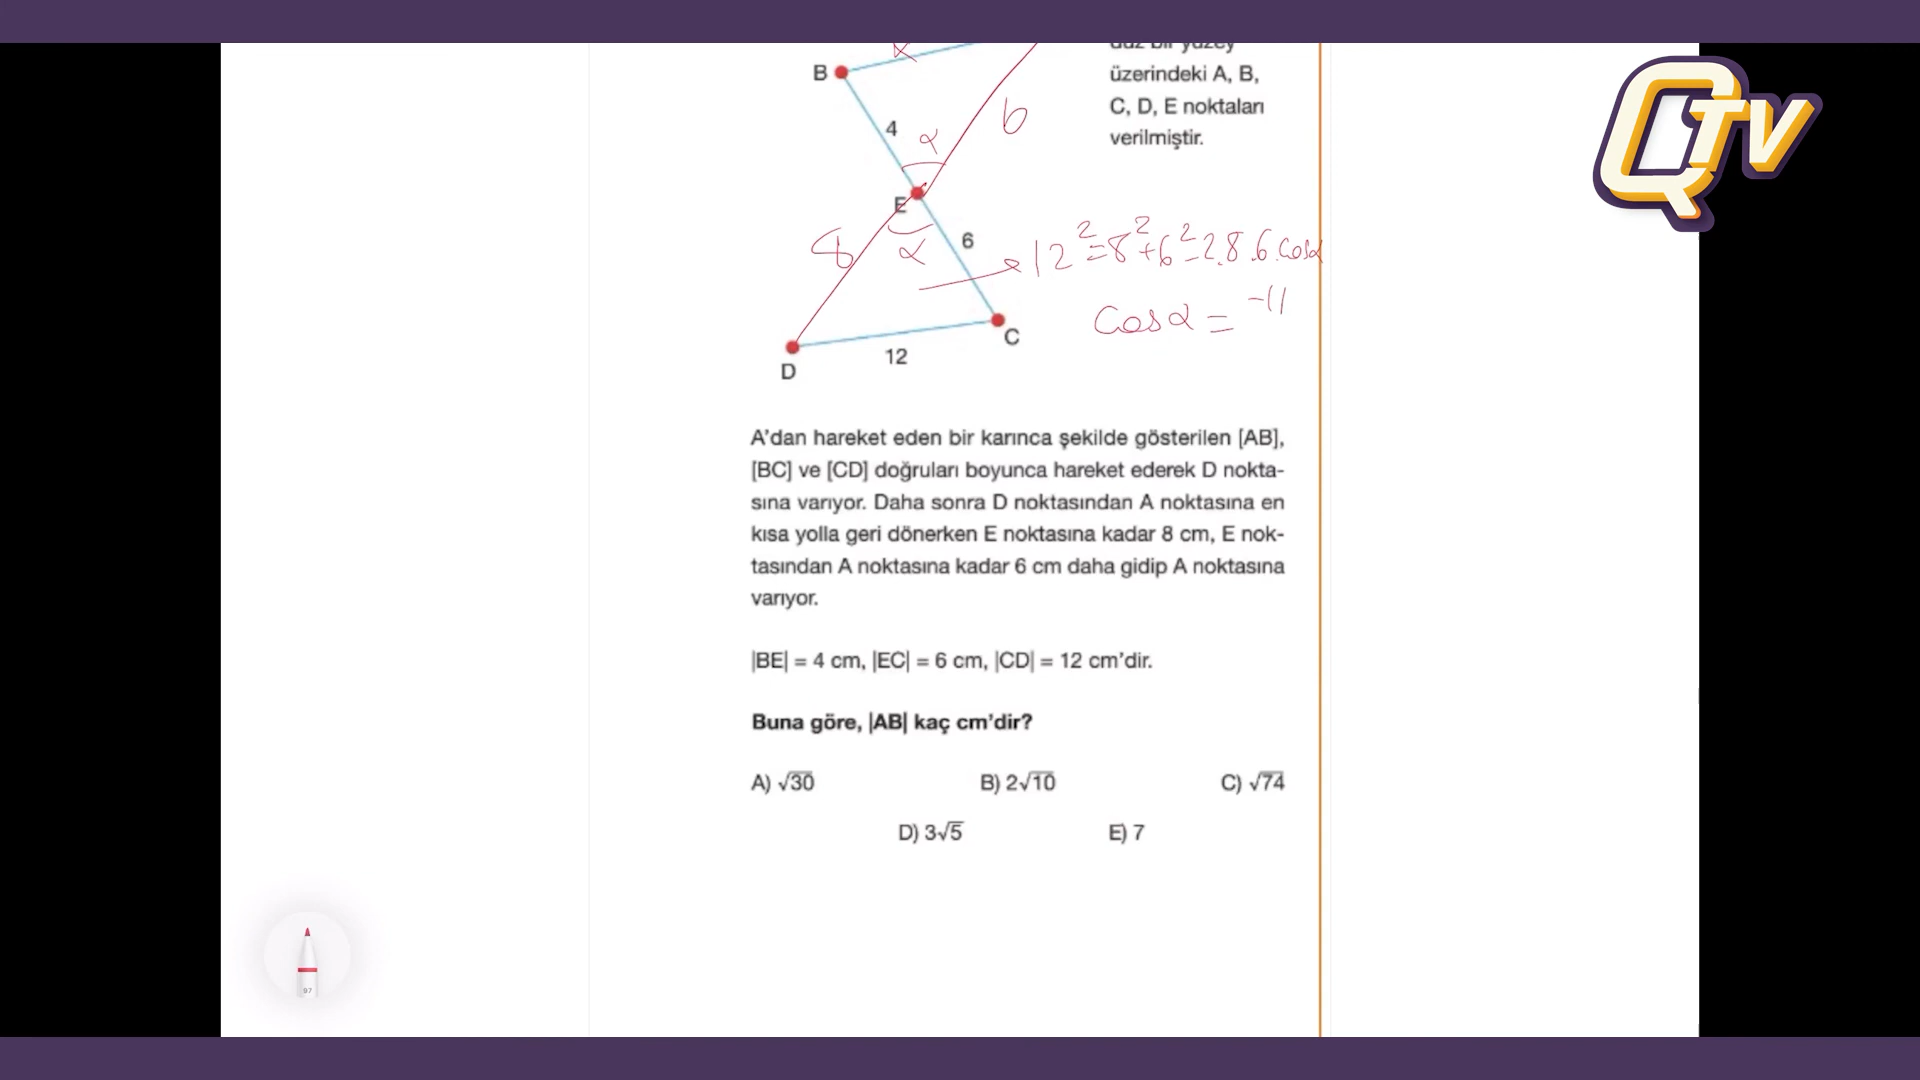 QTV
üzerindeki A, B,
C, D, E noktaları
verilmiştir.
B
4
α
6
E
8
α
6
12² = 8² + 6² - 2.8.6.cosα
cosα = -11
C
12
D
A’dan hareket eden bir karınca şekilde gösterilen [AB],
[BC] ve [CD] doğruları boyunca hareket ederek D nokta-
sına varıyor. Daha sonra D noktasından A noktasına en
kısa yolla geri dönerken E noktasına kadar 8 cm, E nok-
tasından A noktasına kadar 6 cm daha gidip A noktasına
varıyor.
|BE| = 4 cm, |EC| = 6 cm, |CD| = 12 cm’dir.
Buna göre, |AB| kaç cm’dir?
A) √30 B) 2√10 C) √74
D) 3√5 E) 7
97